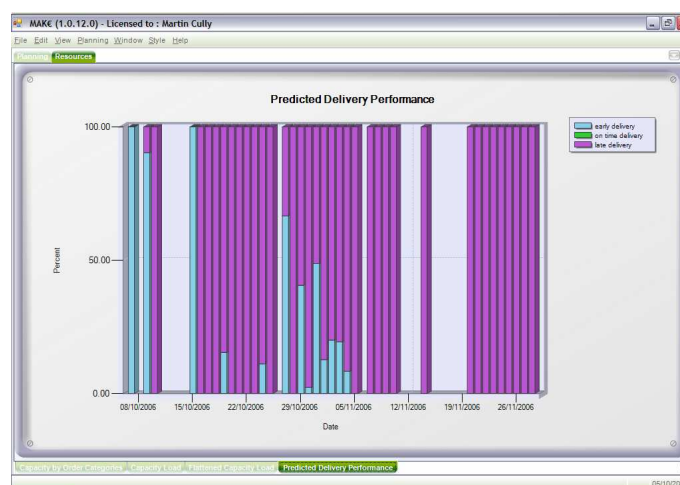 MAK€ (1.0.12.0) - Licensed to : Martin Cully
File Edit View Planning Window Style Help
Planning Resources
Predicted Delivery Performance
early delivery
on time delivery
late delivery
100.00
50.00
0.00
Percent
08/10/2006 15/10/2006 22/10/2006 29/10/2006 05/11/2006 12/11/2006 19/11/2006 26/11/2006
Date
Capacity by Order Categories Capacity Load Flattened Capacity Load Predicted Delivery Performance
05/10/20